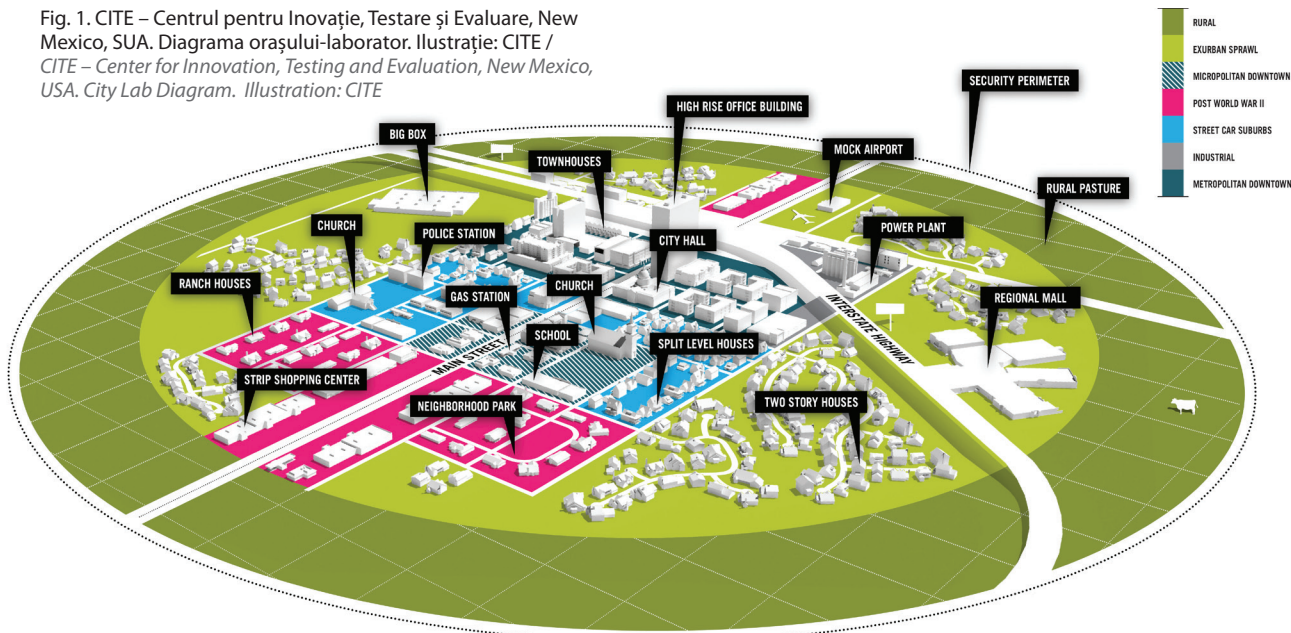 Fig. 1. CITE – Centrul pentru Inovație, Testare și Evaluare, New
Mexico, SUA. Diagrama orașului-laborator. Ilustrație: CITE /
CITE – Center for Innovation, Testing and Evaluation, New Mexico,
USA. City Lab Diagram. Illustration: CITE
RURAL
EXURBAN SPRAWL
MICROPOLITAN DOWNTOWN
POST WORLD WAR II
STREET CAR SUBURBS
INDUSTRIAL
METROPOLITAN DOWNTOWN
SECURITY PERIMETER
HIGH RISE OFFICE BUILDING
BIG BOX
TOWNHOUSES
MOCK AIRPORT
RURAL PASTURE
CHURCH
POLICE STATION
CITY HALL
POWER PLANT
RANCH HOUSES
GAS STATION
CHURCH
REGIONAL MALL
INTERSTATE HIGHWAY
SCHOOL
SPLIT LEVEL HOUSES
MAIN STREET
STRIP SHOPPING CENTER
NEIGHBORHOOD PARK
TWO STORY HOUSES